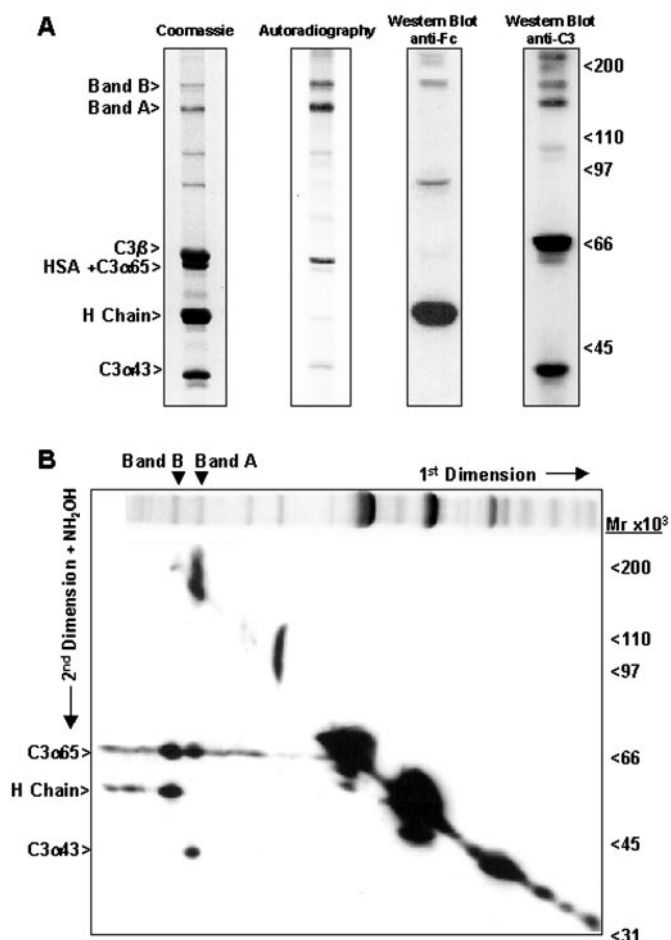 A
Coomassie
Autoradiography
Western Blot
anti-Fc
Western Blot
anti-C3
Band B>
Band A>
C3β>
HSA +C3α65>
H Chain>
C3α43>
<200
<110
<97
<66
<45
B
Band B Band A
1st Dimension
Mr x10³
2nd Dimension + NH₂OH
C3α65>
H Chain>
C3α43>
<200
<110
<97
<66
<45
<31